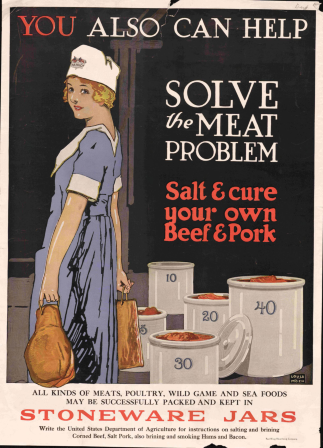 YOU ALSO CAN HELP
SOLVE
the MEAT
PROBLEM
Salt & cure
your own
Beef & Pork
10
20
40
5
30
ALL KINDS OF MEATS, POULTRY, WILD GAME AND SEA FOODS
MAY BE SUCCESSFULLY PACKED AND KEPT IN
STONEWARE JARS
Write the United States Department of Agriculture for instructions on salting and brining
Corned Beef, Salt Pork, also brining and smoking Hams and Bacon.